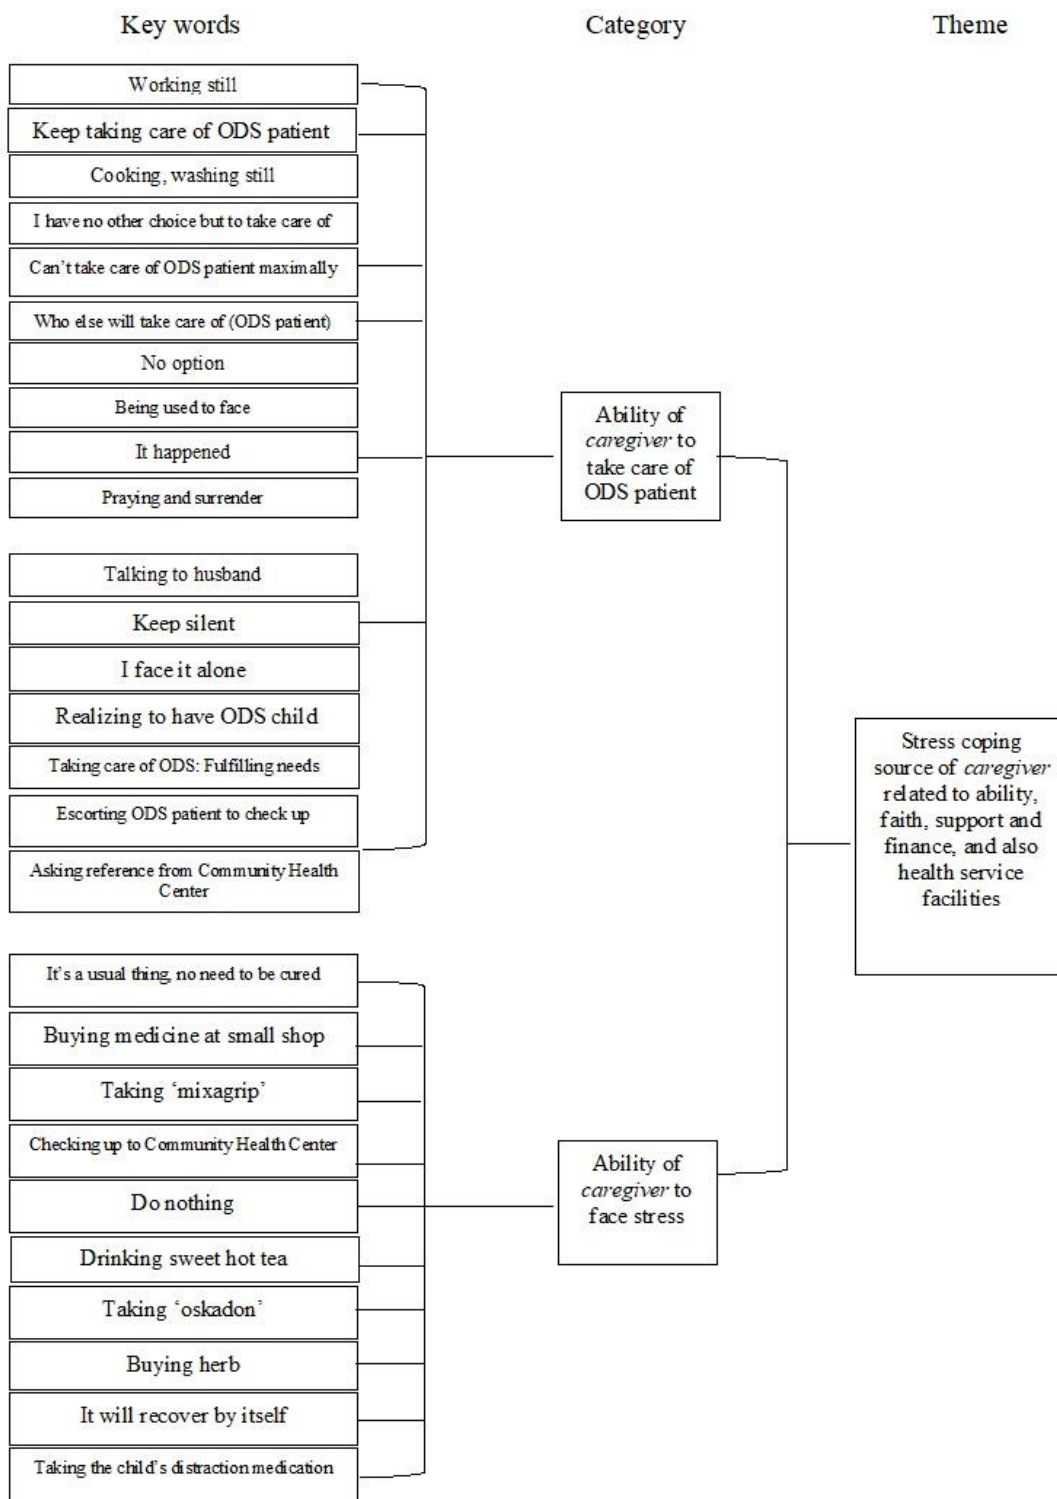 Key words
Category
Theme
Working still
Keep taking care of ODS patient
Cooking, washing still
I have no other choice but to take care of
Can't take care of ODS patient maximally
Who else will take care of (ODS patient)
No option
Being used to face
It happened
Praying and surrender
Talking to husband
Keep silent
I face it alone
Realizing to have ODS child
Taking care of ODS: Fulfilling needs
Escorting ODS patient to check up
Asking reference from Community Health
Center
It's a usual thing, no need to be cured
Buying medicine at small shop
Taking ‘mixagrip’
Checking up to Community Health Center
Do nothing
Drinking sweet hot tea
Taking ‘oskadon’
Buying herb
It will recover by itself
Taking the child's distraction medication
Ability of
caregiver to
take care of
ODS patient
Ability of
caregiver to
face stress
Stress coping
source of caregiver
related to ability,
faith, support and
finance, and also
health service
facilities